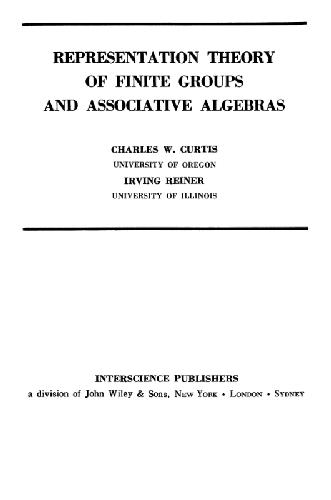 REPRESENTATION THEORY
OF FINITE GROUPS
AND ASSOCIATIVE ALGEBRAS
CHARLES W. CURTIS
UNIVERSITY OF OREGON
IRVING REINER
UNIVERSITY OF ILLINOIS
INTERSCIENCE PUBLISHERS
a division of John Wiley & Sons, NEW YORK • LONDON • SYDNEY